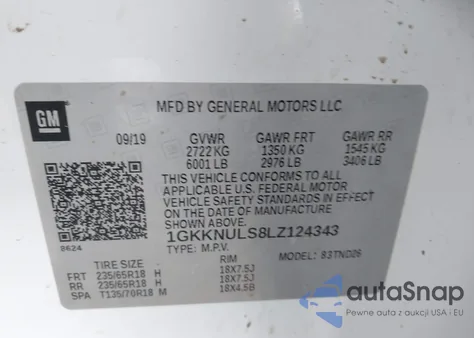 GM
MFD BY GENERAL MOTORS LLC
09/19 GVWR GAWR FRT GAWR RR
2722 KG 1350 KG 1545 KG
6001 LB 2976 LB 3406 LB
THIS VEHICLE CONFORMS TO ALL
APPLICABLE U.S. FEDERAL MOTOR
VEHICLE SAFETY STANDARDS IN EFFECT
ON THE DATE OF MANUFACTURE
SHOWN ABOVE.
1GKKNULS8LZ124343
8624 TYPE: M.P.V. MODEL: 83TND26
TIRE SIZE RIM
FRT 235/65R18 H 18X7.5J
RR 235/65R18 H 18X7.5J
SPA T135/70R18 M 18X4.5B
autaSnap
Pewne auta z aukcji USA - EU